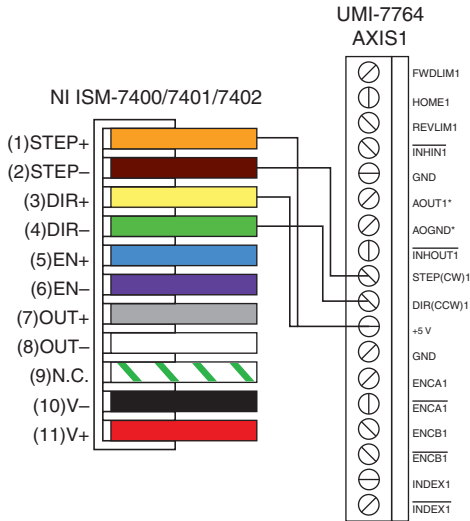 UMI-7764
AXIS1
NI ISM-7400/7401/7402
(1)STEP+
(2)STEP–
(3)DIR+
(4)DIR–
(5)EN+
(6)EN–
(7)OUT+
(8)OUT–
(9)N.C.
(10)V–
(11)V+
FWDLIM1
HOME1
REVLIM1
INHIN1
GND
AOUT1*
AOGND*
INHOUT1
STEP(CW)1
DIR(CCW)1
+5 V
GND
ENCA1
ENCA1
ENCB1
ENCB1
INDEX1
INDEX1